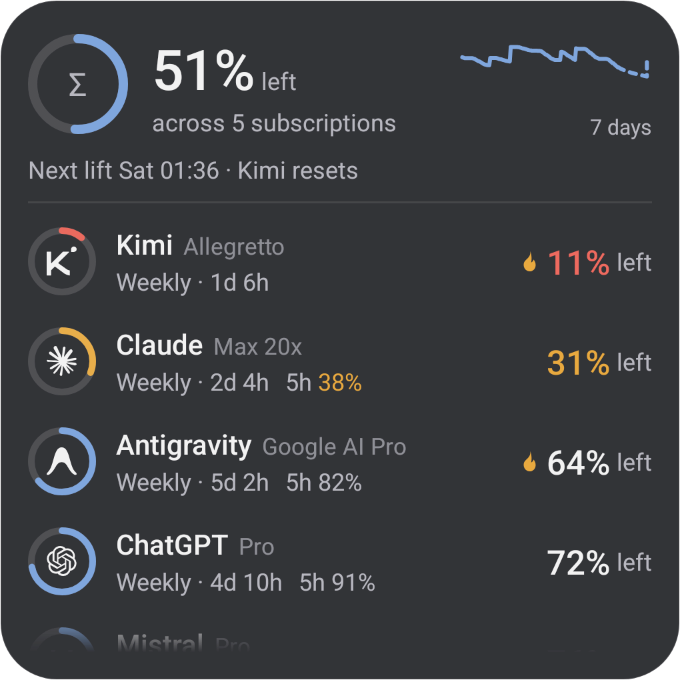 Σ
51% left
across 5 subscriptions
7 days
Next lift Sat 01:36 · Kimi resets
Kimi Allegretto
Weekly · 1d 6h
11% left
Claude Max 20x
Weekly · 2d 4h 5h 38%
31% left
Antigravity Google AI Pro
Weekly · 5d 2h 5h 82%
64% left
ChatGPT Pro
Weekly · 4d 10h 5h 91%
72% left
Mistral Pro